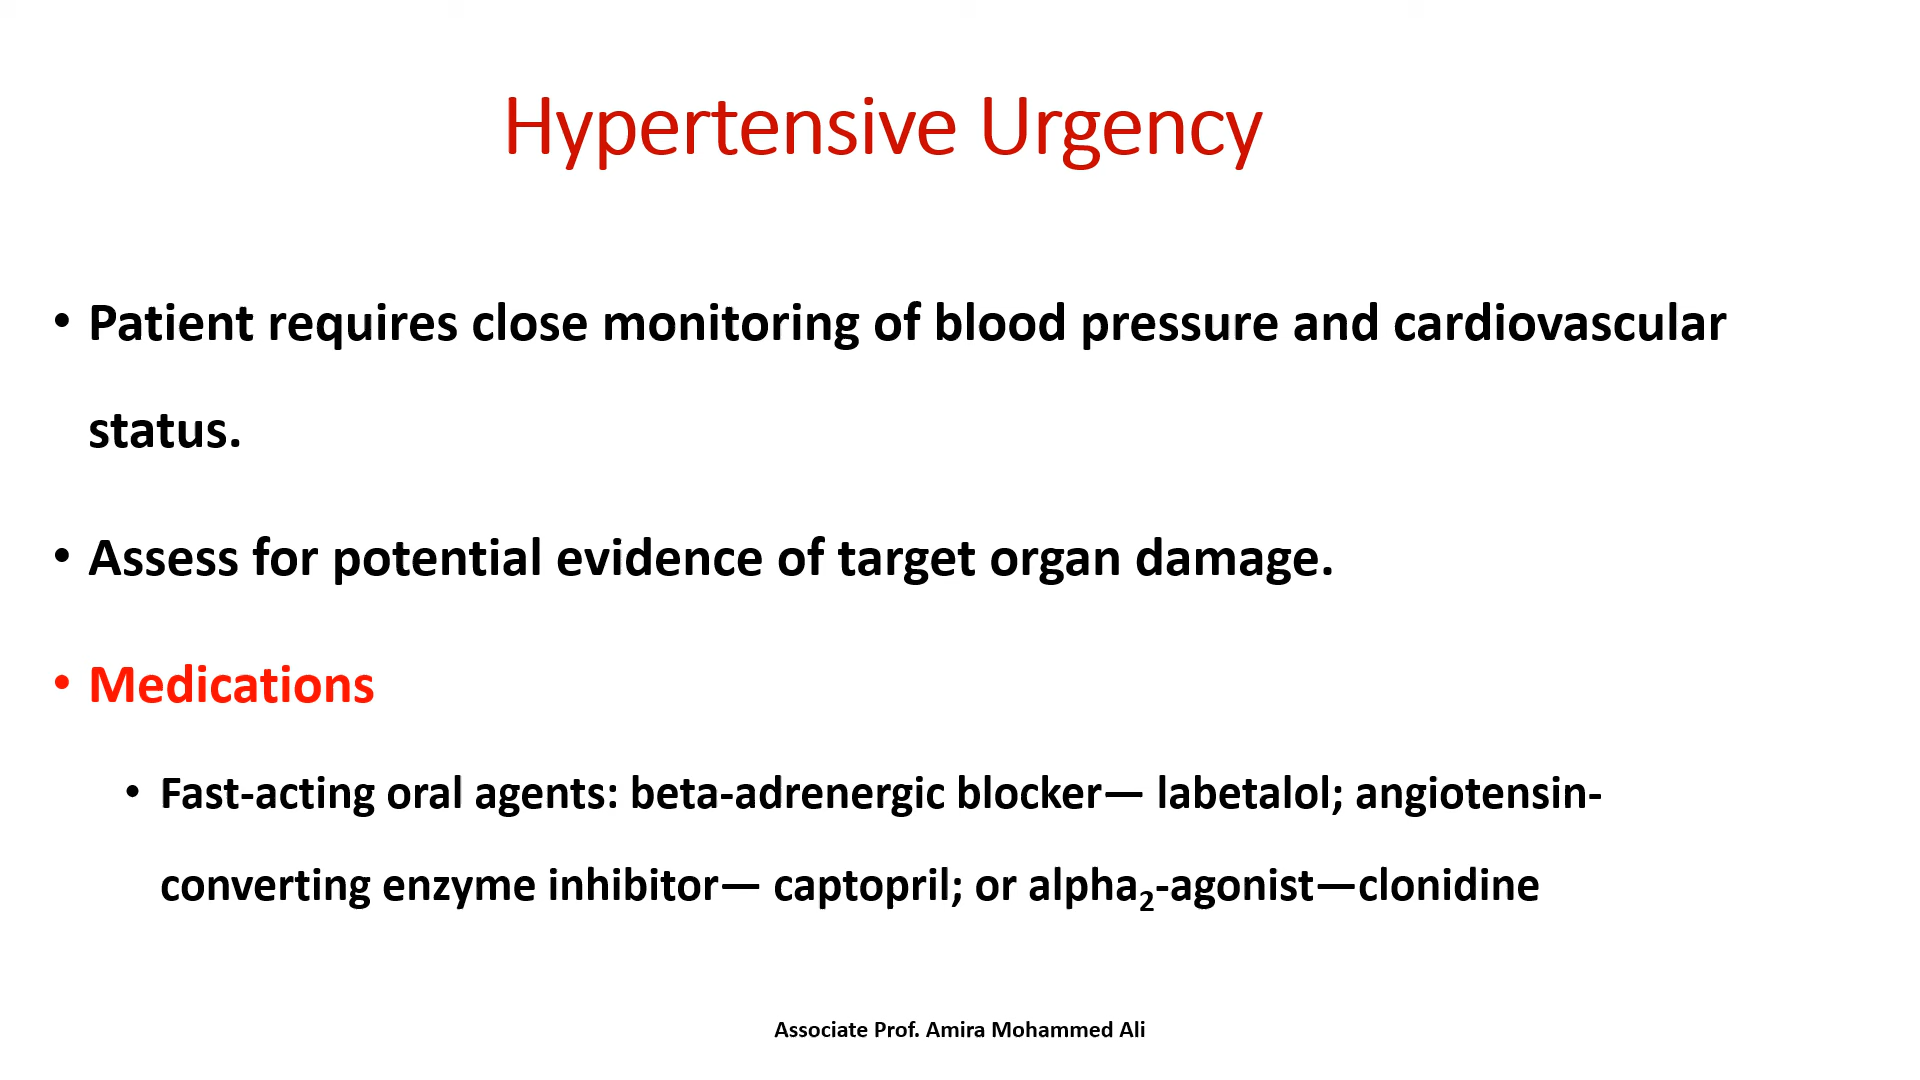 Hypertensive Urgency
• Patient requires close monitoring of blood pressure and cardiovascular
status.
• Assess for potential evidence of target organ damage.
• Medications
• Fast-acting oral agents: beta-adrenergic blocker— labetalol; angiotensin-
converting enzyme inhibitor— captopril; or alpha₂-agonist—clonidine
Associate Prof. Amira Mohammed Ali